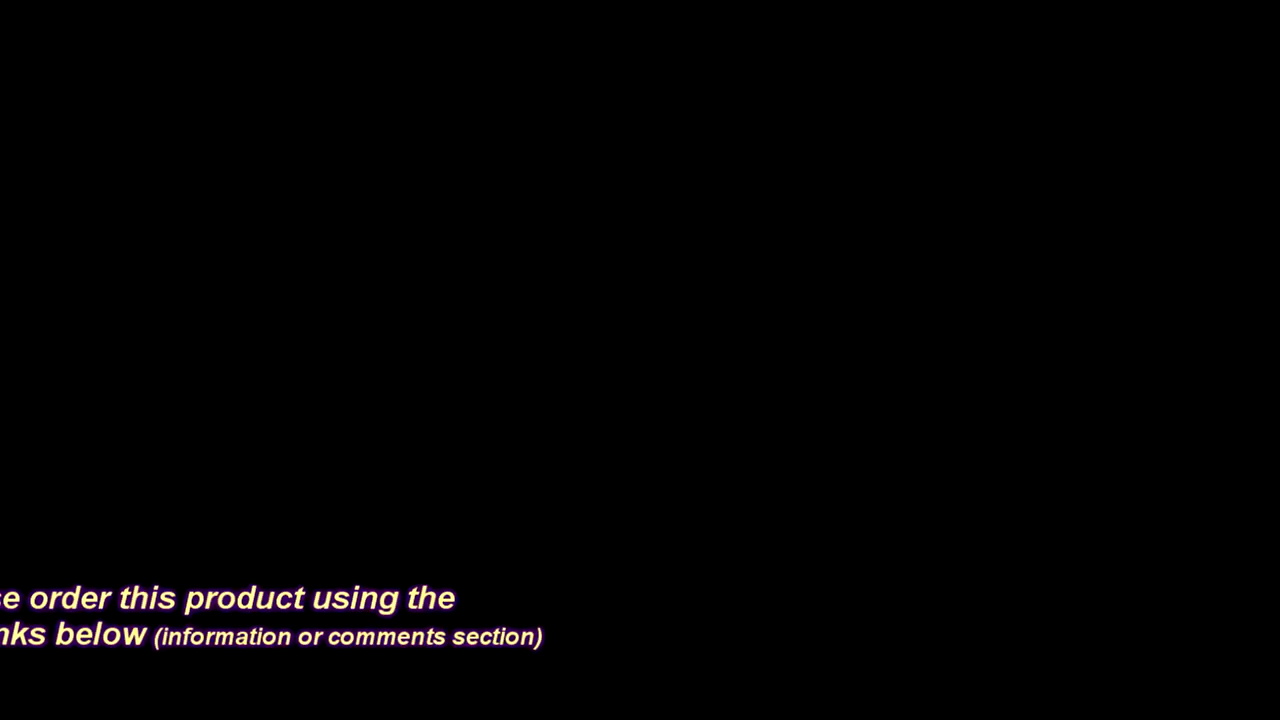 order this product using the
below (information or comments section)